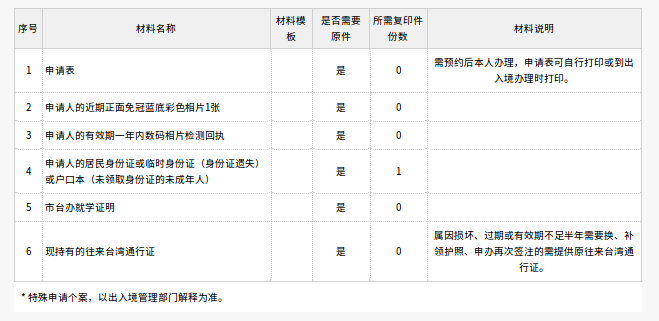 序号 材料名称 材料模板 是否需要原件 所需复印件份数 材料说明
1 申请表 是 0 需预约后本人办理，申请表可自行打印或到出入境办理时打印。
2 申请人的近期正面免冠蓝底彩色相片1张 是 0
3 申请人的有效期一年内数码相片检测回执 是 0
4 申请人的居民身份证或临时身份证（身份证遗失）或户口本（未领取身份证的未成年人） 是 1
5 市台办就学证明 是 0
6 现持有的往来台湾通行证 是 0 属因损坏、过期或有效期不足半年需要换、补领护照、申办再次签注的需提供原往来台湾通行证。
* 特殊申请个案，以出入境管理部门解释为准。